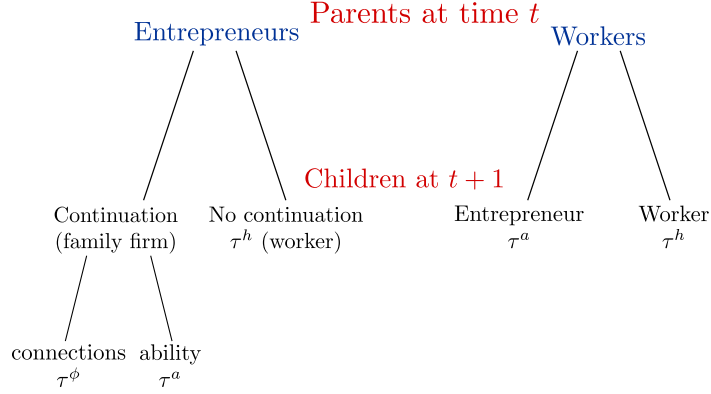 Parents at time t
Entrepreneurs
Workers
Children at t + 1
Continuation
(family firm)
No continuation
τ^h (worker)
Entrepreneur
τ^a
Worker
τ^h
connections
τ^ϕ
ability
τ^a